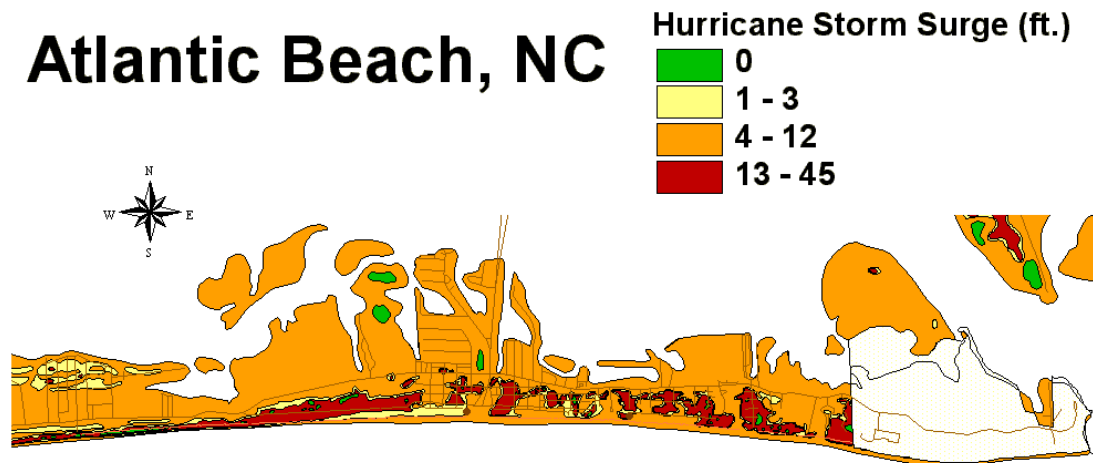 Atlantic Beach, NC
Hurricane Storm Surge (ft.)
0
1 - 3
4 - 12
13 - 45
N
W E
S